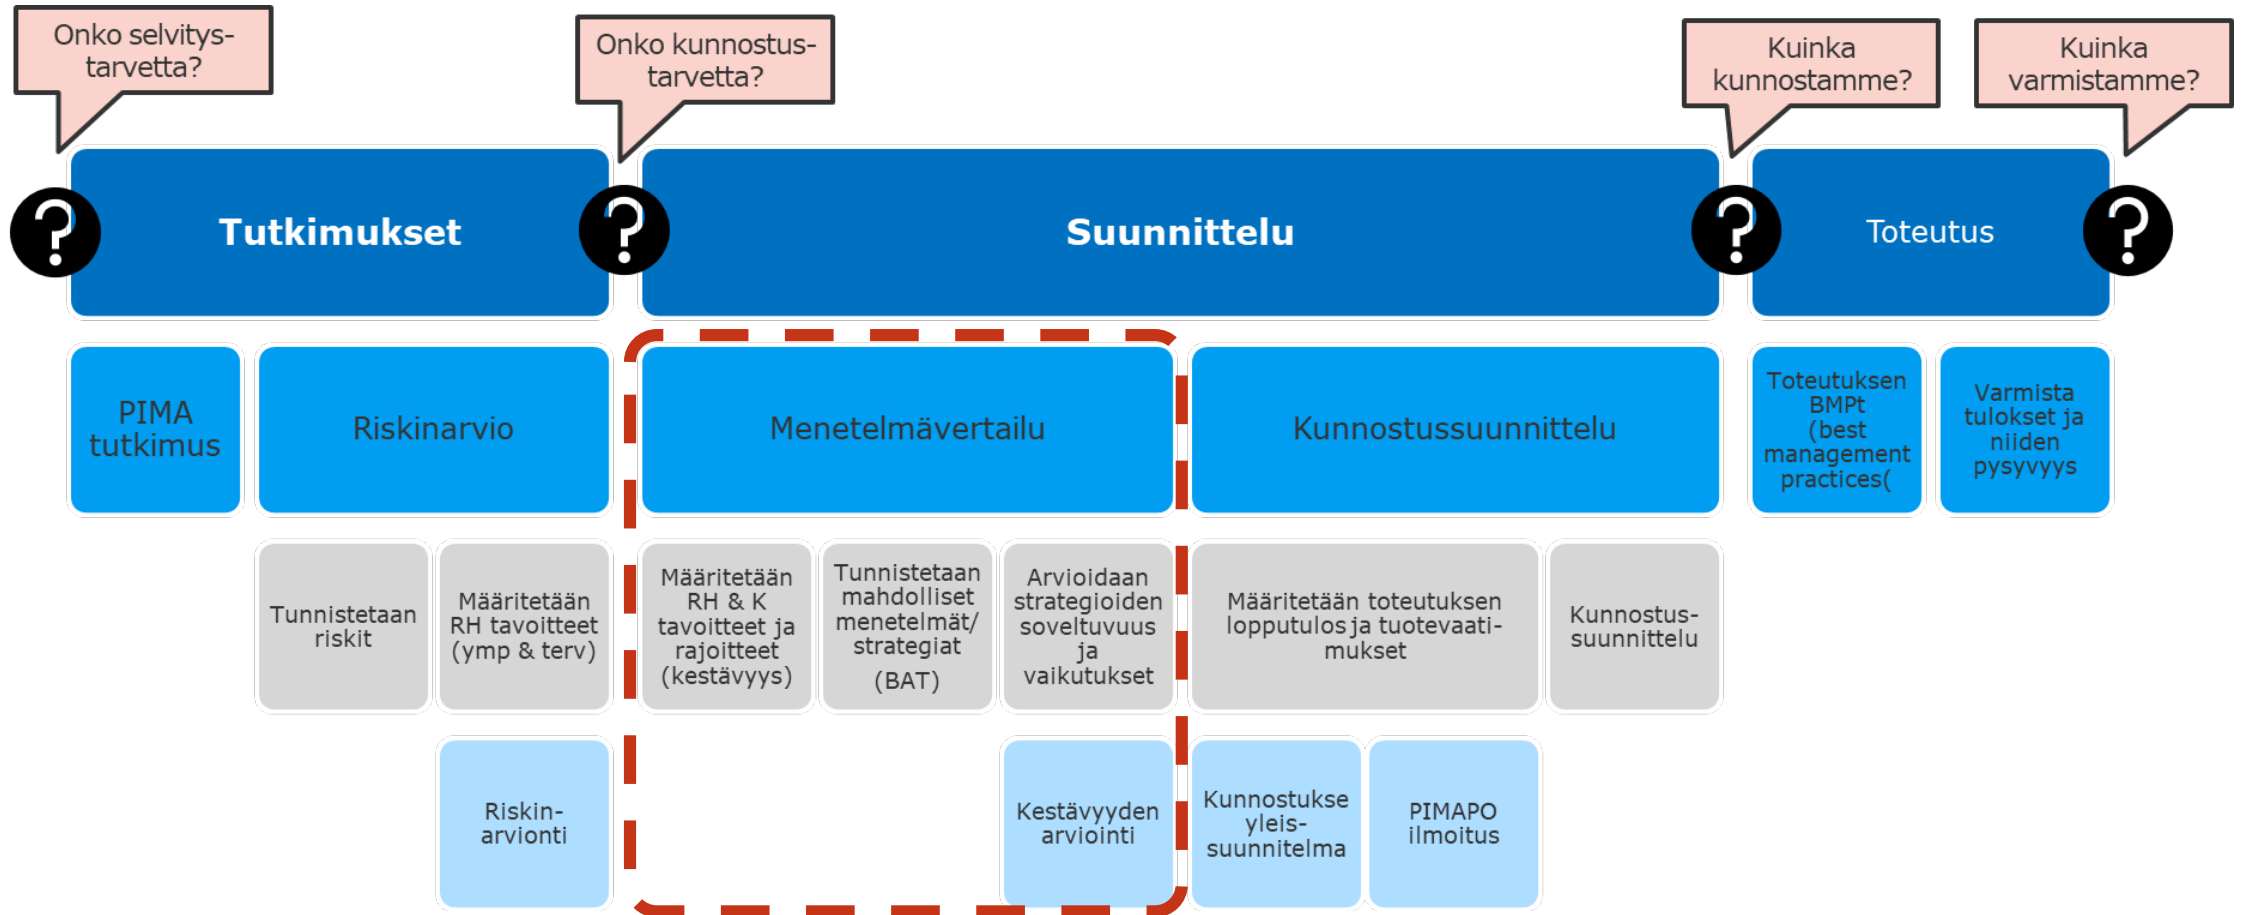 Onko selvitys-
tarvetta?
Onko kunnostus-
tarvetta?
Kuinka
kunnostamme?
Kuinka
varmistamme?
?
?
?
?
Tutkimukset
Suunnittelu
Toteutus
PIMA
tutkimus
Riskinarvio
Menetelmävertailu
Kunnostussuunnittelu
Toteutuksen
BMPt
(best
management
practices(
Varmista
tulokset ja
niiden
pysyvyys
Tunnistetaan
riskit
Määritetään
RH tavoitteet
(ymp & terv)
Määritetään
RH & K
tavoitteet ja
rajoitteet
(kestävyys)
Tunnistetaan
mahdolliset
menetelmät/
strategiat
(BAT)
Arvioidaan
strategioiden
soveltuvuus
ja
vaikutukset
Määritetään toteutuksen
lopputulos ja tuotevaati-
mukset
Kunnostus-
suunnittelu
Riskin-
arvionti
Kestävyyden
arviointi
Kunnostukse
yleis-
suunnitelma
PIMAPO
ilmoitus